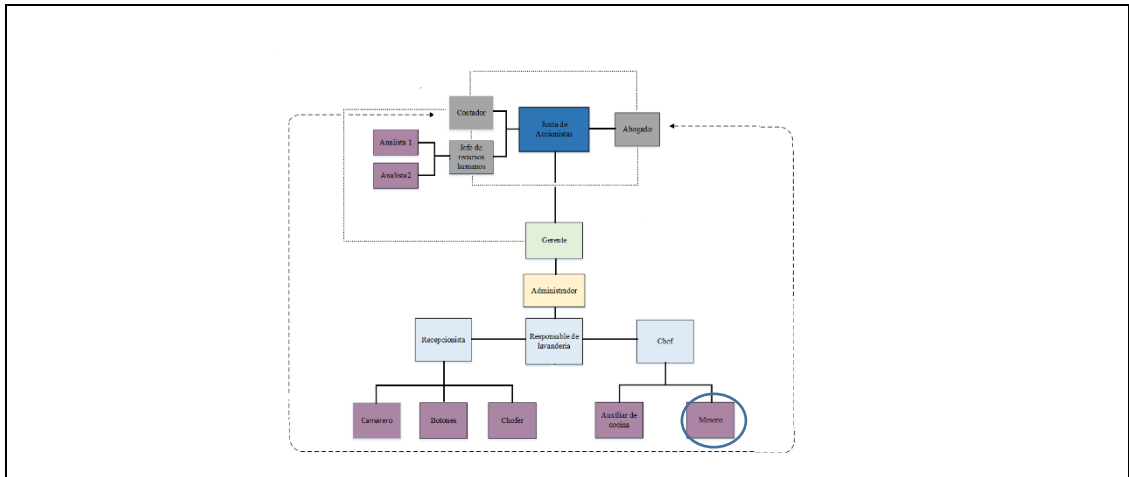 Contador
Junta de
Accionistas
Abogado
Analista 1
Jefe de
recursos
humanos
Analista2
Gerente
Administrador
Recepcionista
Responsable de
lavandería
Chef
Camarero
Botones
Chofer
Auxiliar de
cocina
Mesero